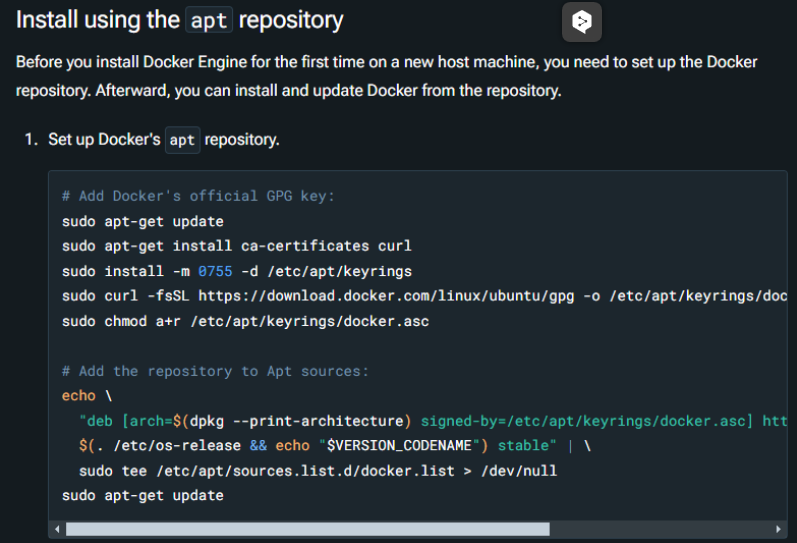 Install using the apt repository
Before you install Docker Engine for the first time on a new host machine, you need to set up the Docker
repository. Afterward, you can install and update Docker from the repository.
1. Set up Docker's apt repository.
# Add Docker's official GPG key:
sudo apt-get update
sudo apt-get install ca-certificates curl
sudo install -m 0755 -d /etc/apt/keyrings
sudo curl -fsSL https://download.docker.com/linux/ubuntu/gpg -o /etc/apt/keyrings/doc
sudo chmod a+r /etc/apt/keyrings/docker.asc
# Add the repository to Apt sources:
echo \
"deb [arch=$(dpkg --print-architecture) signed-by=/etc/apt/keyrings/docker.asc] htt
$(. /etc/os-release && echo "$VERSION_CODENAME") stable" | \
sudo tee /etc/apt/sources.list.d/docker.list > /dev/null
sudo apt-get update